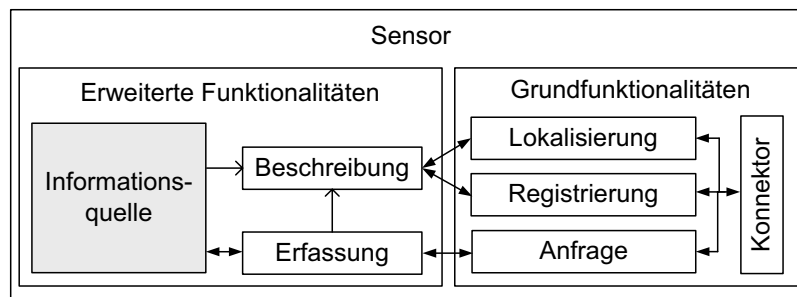 Sensor
Erweiterte Funktionalitäten
Informations-
quelle
Beschreibung
Erfassung
Grundfunktionalitäten
Lokalisierung
Registrierung
Anfrage
Konnektor